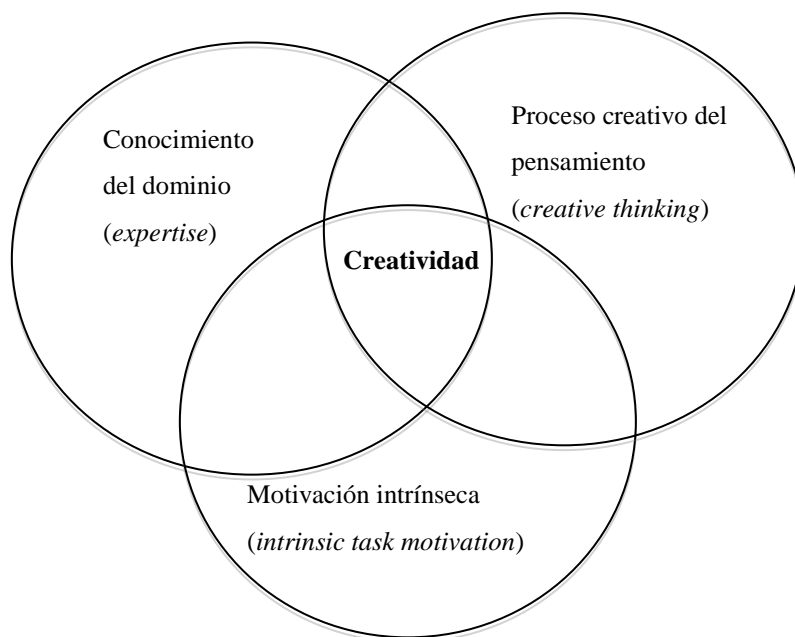 Conocimiento
del dominio
(expertise)
Proceso creativo del
pensamiento
(creative thinking)
Creatividad
Motivación intrínseca
(intrinsic task motivation)